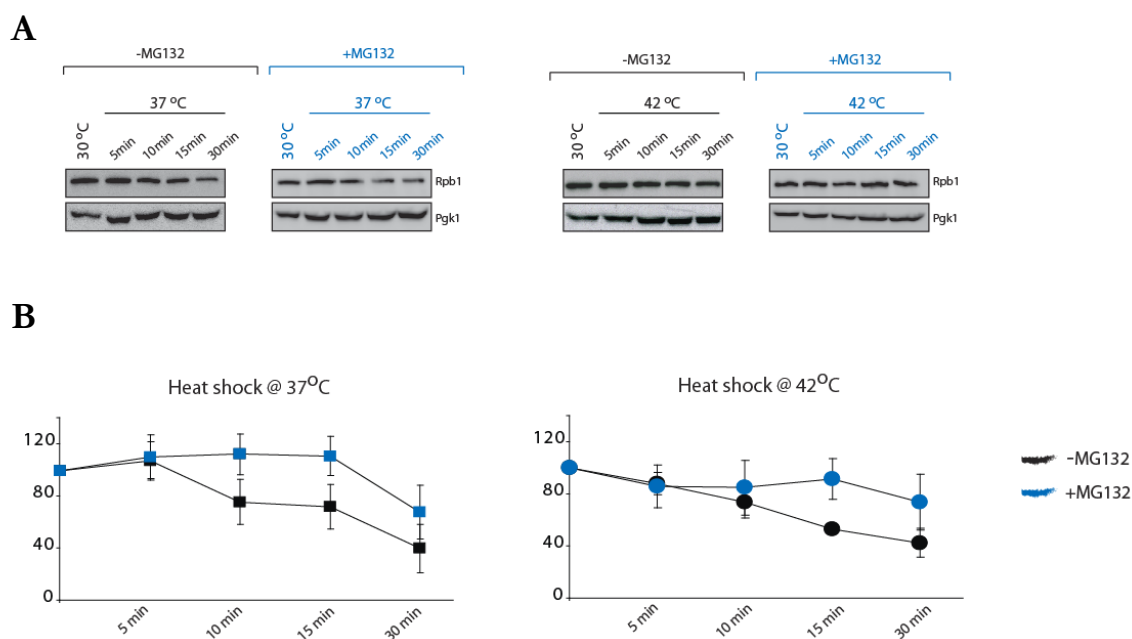 A
-MG132
+MG132
37 ºC
37 ºC
30 ºC
5min
10min
15min
30min
30 ºC
5min
10min
15min
30min
Rpb1
Pgk1
-MG132
+MG132
42 ºC
42 ºC
30 ºC
5min
10min
15min
30min
30 ºC
5min
10min
15min
30min
Rpb1
Pgk1
B
Heat shock @ 37ºC
120
80
40
0
5 min
10 min
15 min
30 min
Heat shock @ 42ºC
120
80
40
0
5 min
10 min
15 min
30 min
-MG132
+MG132